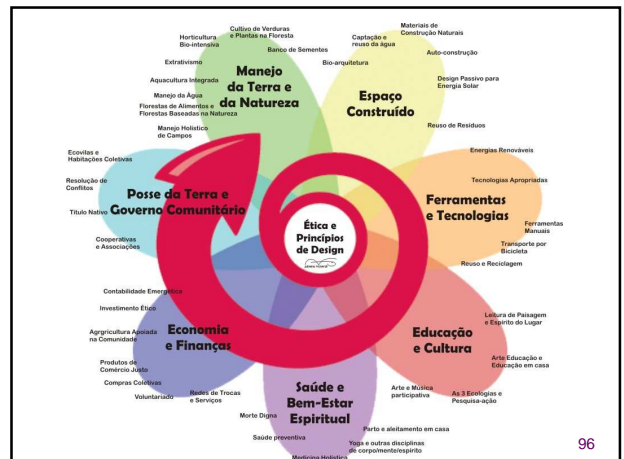 Cultivo de Verduras
e Plantas na Floresta
Horticultura
Bio-intensiva
Banco de Sementes
Extrativismo
Aquacultura Integrada
Manejo da Água
Florestas de Alimentos e
Florestas Baseadas na Natureza
Manejo Holístico
de Campos
Manejo
da Terra e
da Natureza
Materiais de
Construção Naturais
Captação e
reuso da água
Auto-construção
Bio-arquitetura
Design Passivo para
Energia Solar
Reuso de Resíduos
Espaço
Construído
Energias Renováveis
Tecnologias Apropriadas
Ferramentas
Manuais
Transporte por
Bicicleta
Reuso e Reciclagem
Ferramentas
e Tecnologias
Leitura de Paisagem
e Espírito do Lugar
Arte Educação e
Educação em casa
As 3 Ecologias e
Pesquisa-ação
Arte e Música
participativa
Educação
e Cultura
Parto e aleitamento em casa
Yoga e outras disciplinas
de corpo/mente/espírito
Medicina Holística
Saúde preventiva
Morte Digna
Saúde e
Bem-Estar
Espiritual
Redes de Trocas
e Serviços
Voluntariado
Compras Coletivas
Produtos de
Comércio Justo
Agrgricultura Apoiada
na Comunidade
Investimento Ético
Contabilidade Emergética
Economia
e Finanças
Cooperativas
e Associações
Título Nativo
Resolução de
Conflitos
Ecovilas e
Habitações Coletivas
Posse da Terra e
Governo Comunitário
Ética e
Princípios
de Design
96